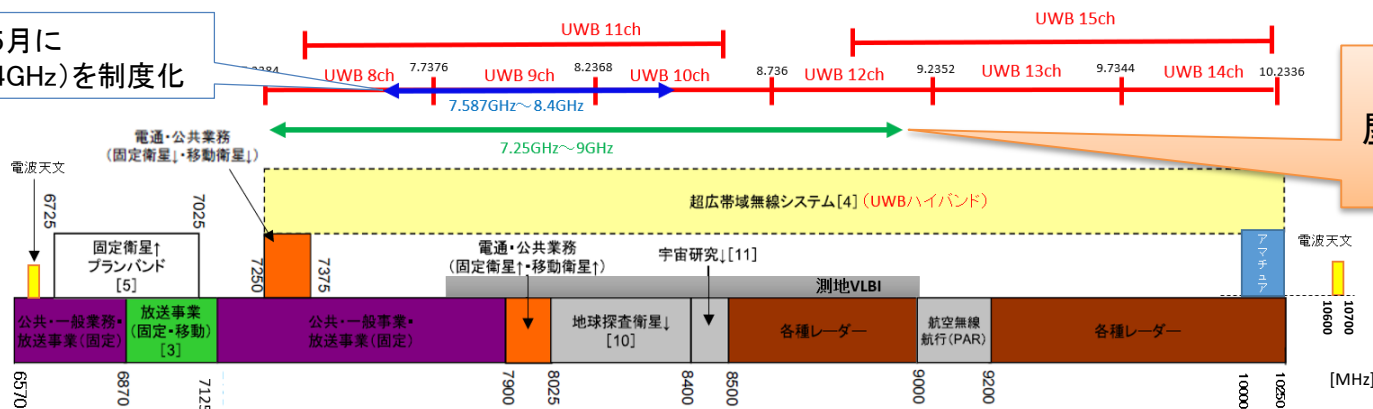 5月に
4GHz)を制度化
UWB 11ch
UWB 15ch
7.7376
8.2368
8.736
9.2352
9.7344
10.2336
UWB 8ch
UWB 9ch
UWB 10ch
UWB 12ch
UWB 13ch
UWB 14ch
7.587GHz～8.4GHz
7.25GHz～9GHz
電通・公共業務
(固定衛星↓・移動衛星↓)
電波天文
6725
7025
超広帯域無線システム[4](UWBハイバンド)
固定衛星↑
プランバンド
[5]
7250
7375
電通・公共業務
(固定衛星↑・移動衛星↑)
宇宙研究↓[11]
測地VLBI
アマチュア
電波天文
10600
10700
公共・一般業務・
放送事業(固定)
放送事業
(固定・移動)
[3]
公共・一般事業・
放送事業(固定)
地球探査衛星↓
[10]
各種レーダー
航空無線
航行(PAR)
各種レーダー
6570
6870
7125
7900
8025
8400
8500
9000
9200
10000
10250
[MHz]